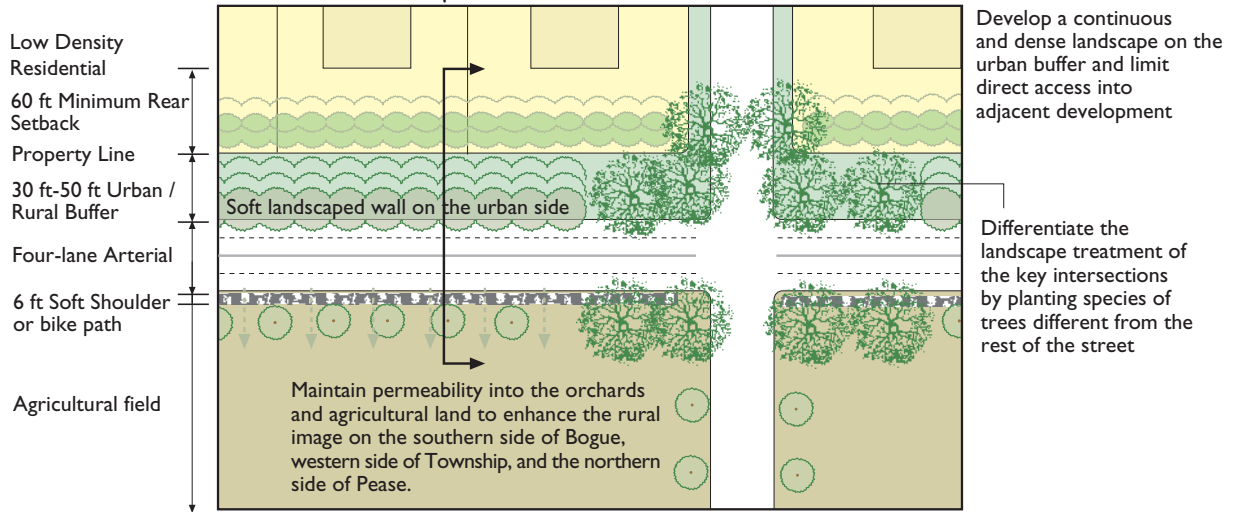 Low Density
Residential
60 ft Minimum Rear
Setback
Property Line
30 ft-50 ft Urban /
Rural Buffer
Four-lane Arterial
6 ft Soft Shoulder
or bike path
Agricultural field
Soft landscaped wall on the urban side
Maintain permeability into the orchards
and agricultural land to enhance the rural
image on the southern side of Bogue,
western side of Township, and the northern
side of Pease.
Develop a continuous
and dense landscape on the
urban buffer and limit
direct access into
adjacent development
Differentiate the
landscape treatment of
the key intersections
by planting species of
trees different from the
rest of the street